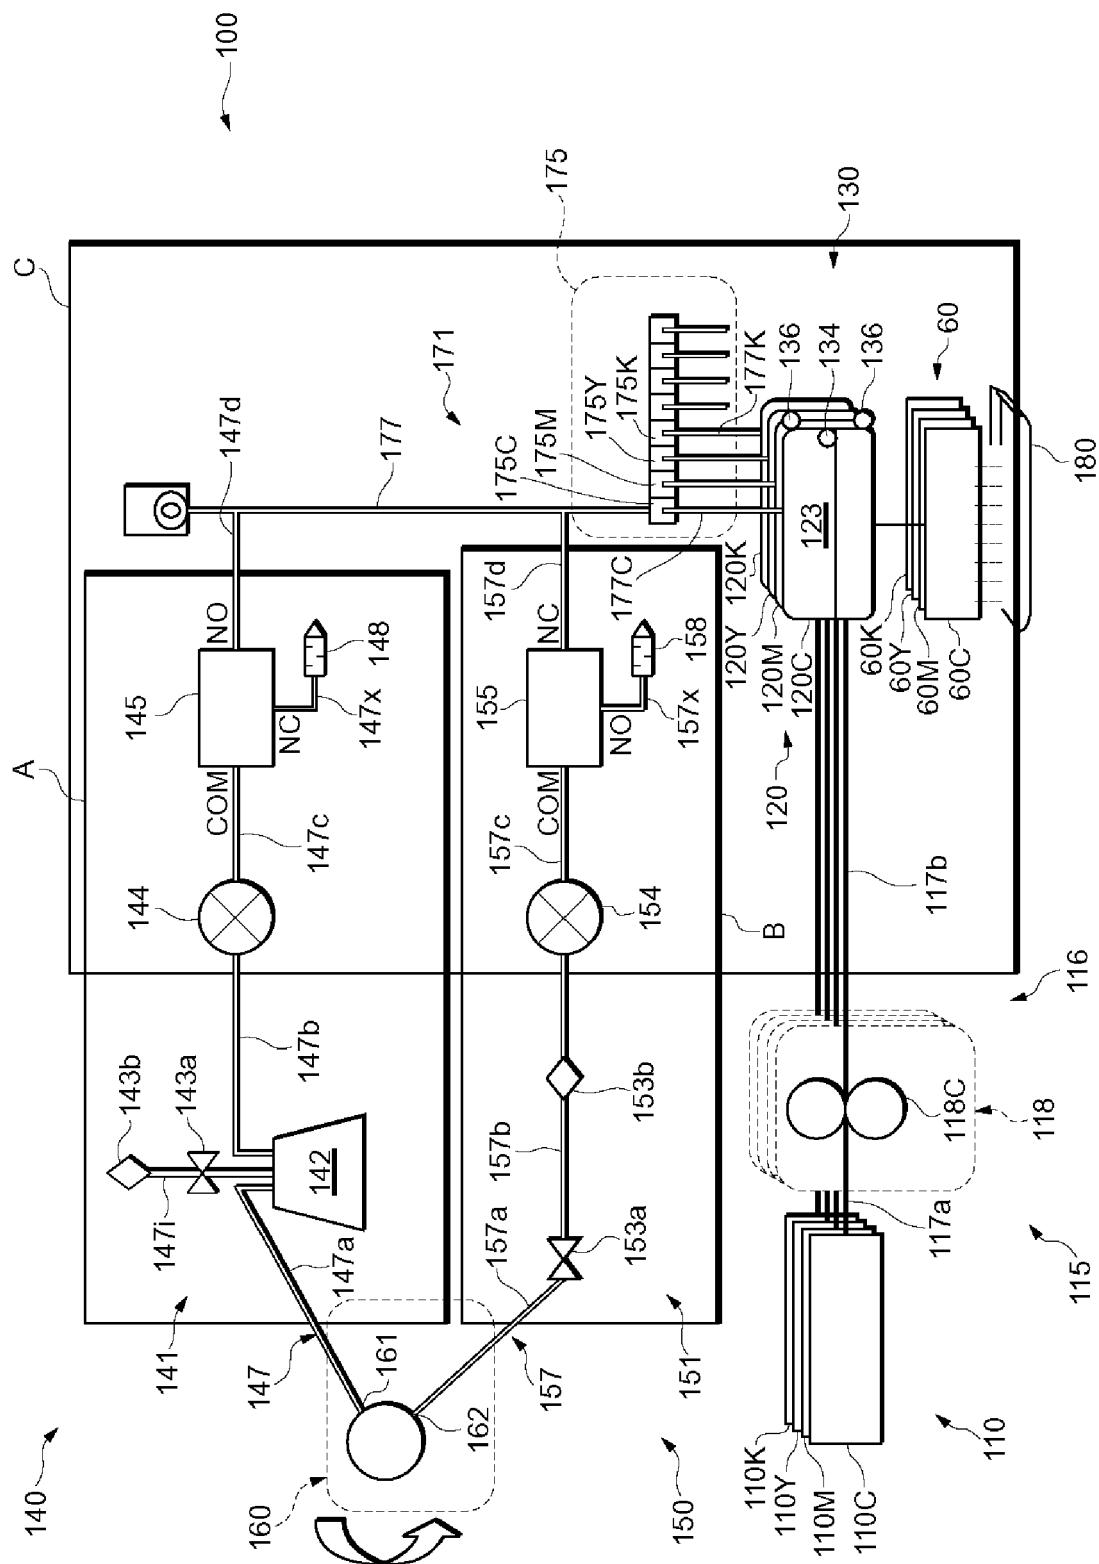 100
C
A
175
130
171
136
134
136
60
180
177K
175K
175Y
175M
175C
147d
177
NO
145
NC
148
147x
COM
147c
144
157d
NC
177C
155
158
NO
157x
COM
157c
154
B
123
120K
120Y
120M
120C
120
60K
60Y
60M
60C
117b
116
143b
143a
147b
147i
142
147a
153b
157b
157a
153a
118C
118
117a
115
141
147
161
162
157
151
160
140
150
110K
110Y
110M
110C
110